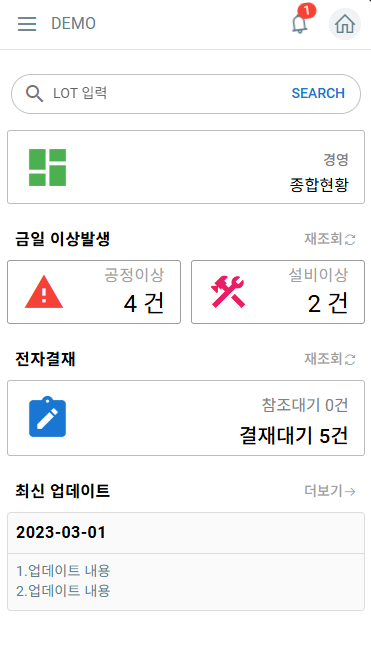 DEMO
1
LOT 입력
SEARCH
경영
종합현황
금일 이상발생
재조회
공정이상
4 건
설비이상
2 건
전자결재
재조회
참조대기 0건
결재대기 5건
최신 업데이트
더보기
2023-03-01
1.업데이트 내용
2.업데이트 내용